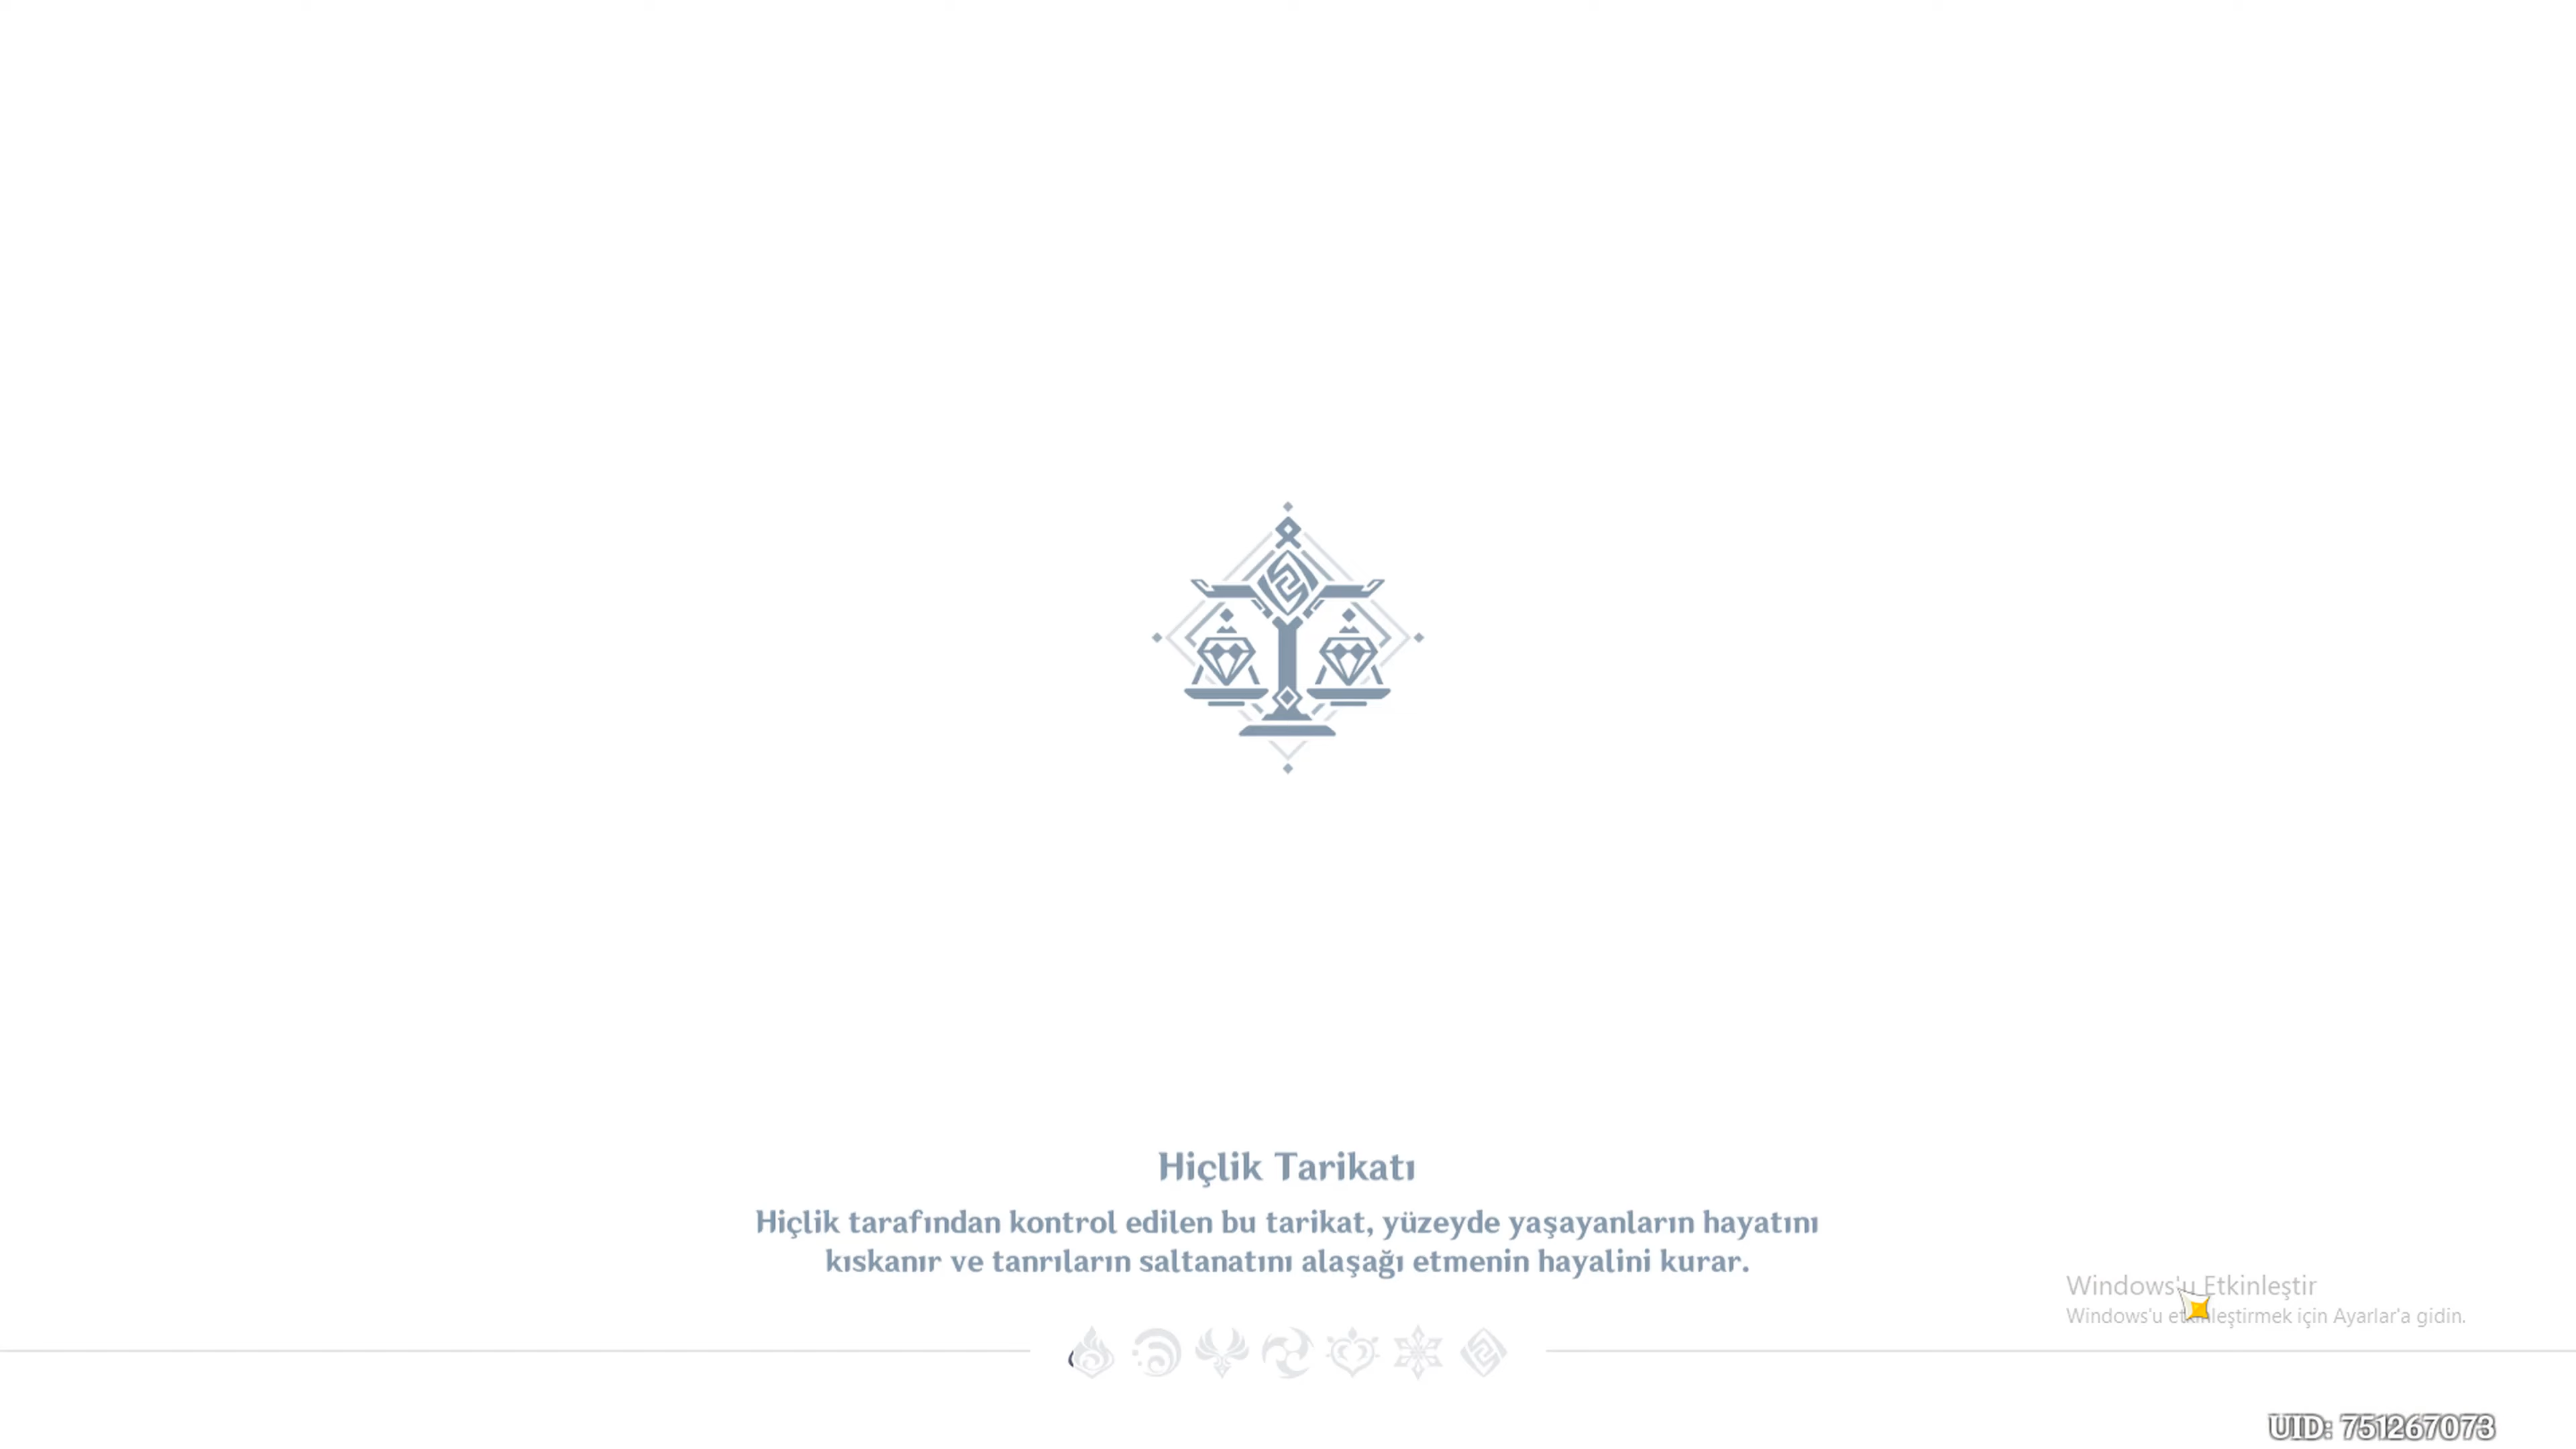 Hiçlik Tarikatı
Hiçlik tarafından kontrol edilen bu tarikat, yüzeyde yaşayanların hayatını
kıskanır ve tanrıların saltanatını alaşağı etmenin hayalini kurar.
Windows'u Etkinleştir
Windows'u etkinleştirmek için Ayarlar'a gidin.
UID: 751267073